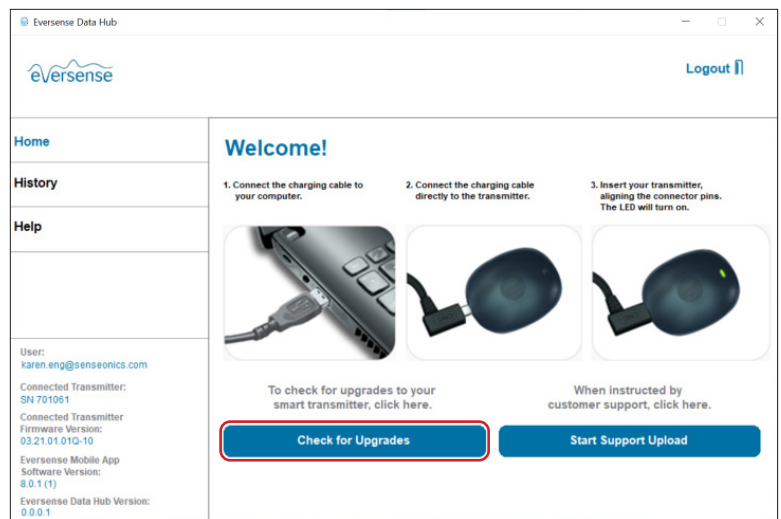 Eversense Data Hub
eversense
Logout
Home
History
Help
Welcome!
1. Connect the charging cable to
your computer.
2. Connect the charging cable
directly to the transmitter.
3. Insert your transmitter,
aligning the connector pins.
The LED will turn on.
To check for upgrades to your
smart transmitter, click here.
When instructed by
customer support, click here.
Check for Upgrades
Start Support Upload
User:
karen.eng@senseonics.com
Connected Transmitter:
SN 701061
Connected Transmitter
Firmware Version:
03.21.01.01Q-10
Eversense Mobile App
Software Version:
8.0.1 (1)
Eversense Data Hub Version:
0.0.0.1